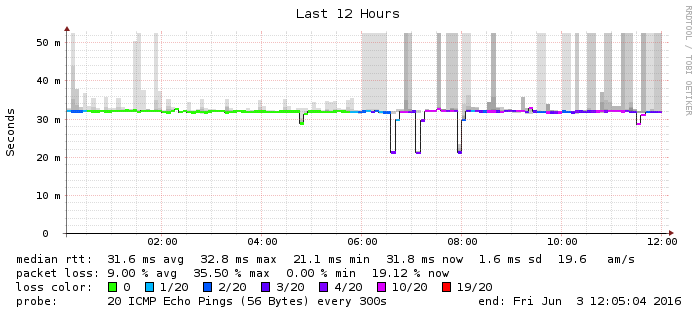 Last 12 Hours
RRDTOOL / TOBI OETIKER
Seconds
50 m
40 m
30 m
20 m
10 m
0
02:00 04:00 06:00 08:00 10:00 12:00
median rtt: 31.6 ms avg 32.8 ms max 21.1 ms min 31.8 ms now 1.6 ms sd 19.6 am/s
packet loss: 9.00 % avg 35.50 % max 0.00 % min 19.12 % now
loss color: 0 1/20 2/20 3/20 4/20 10/20 19/20
probe: 20 ICMP Echo Pings (56 Bytes) every 300s end: Fri Jun 3 12:05:04 2016